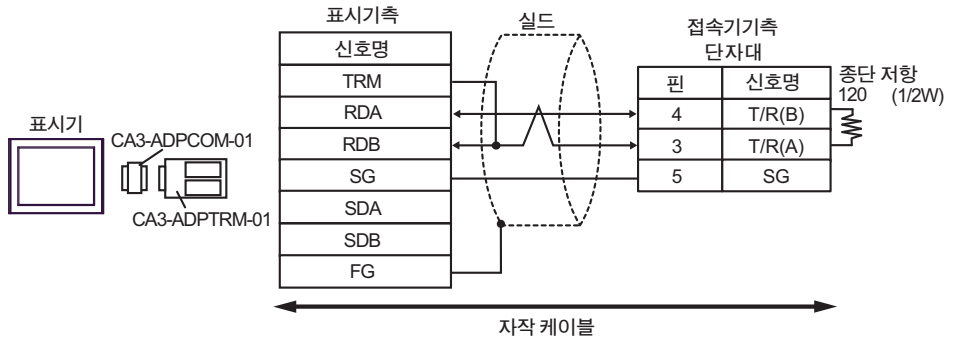 표시기측
신호명
TRM
RDA
RDB
SG
SDA
SDB
FG
실드
접속기기측
단자대
핀 신호명
4 T/R(B)
3 T/R(A)
5 SG
종단 저항
120 (1/2W)
표시기
CA3-ADPCOM-01
CA3-ADPTRM-01
자작 케이블